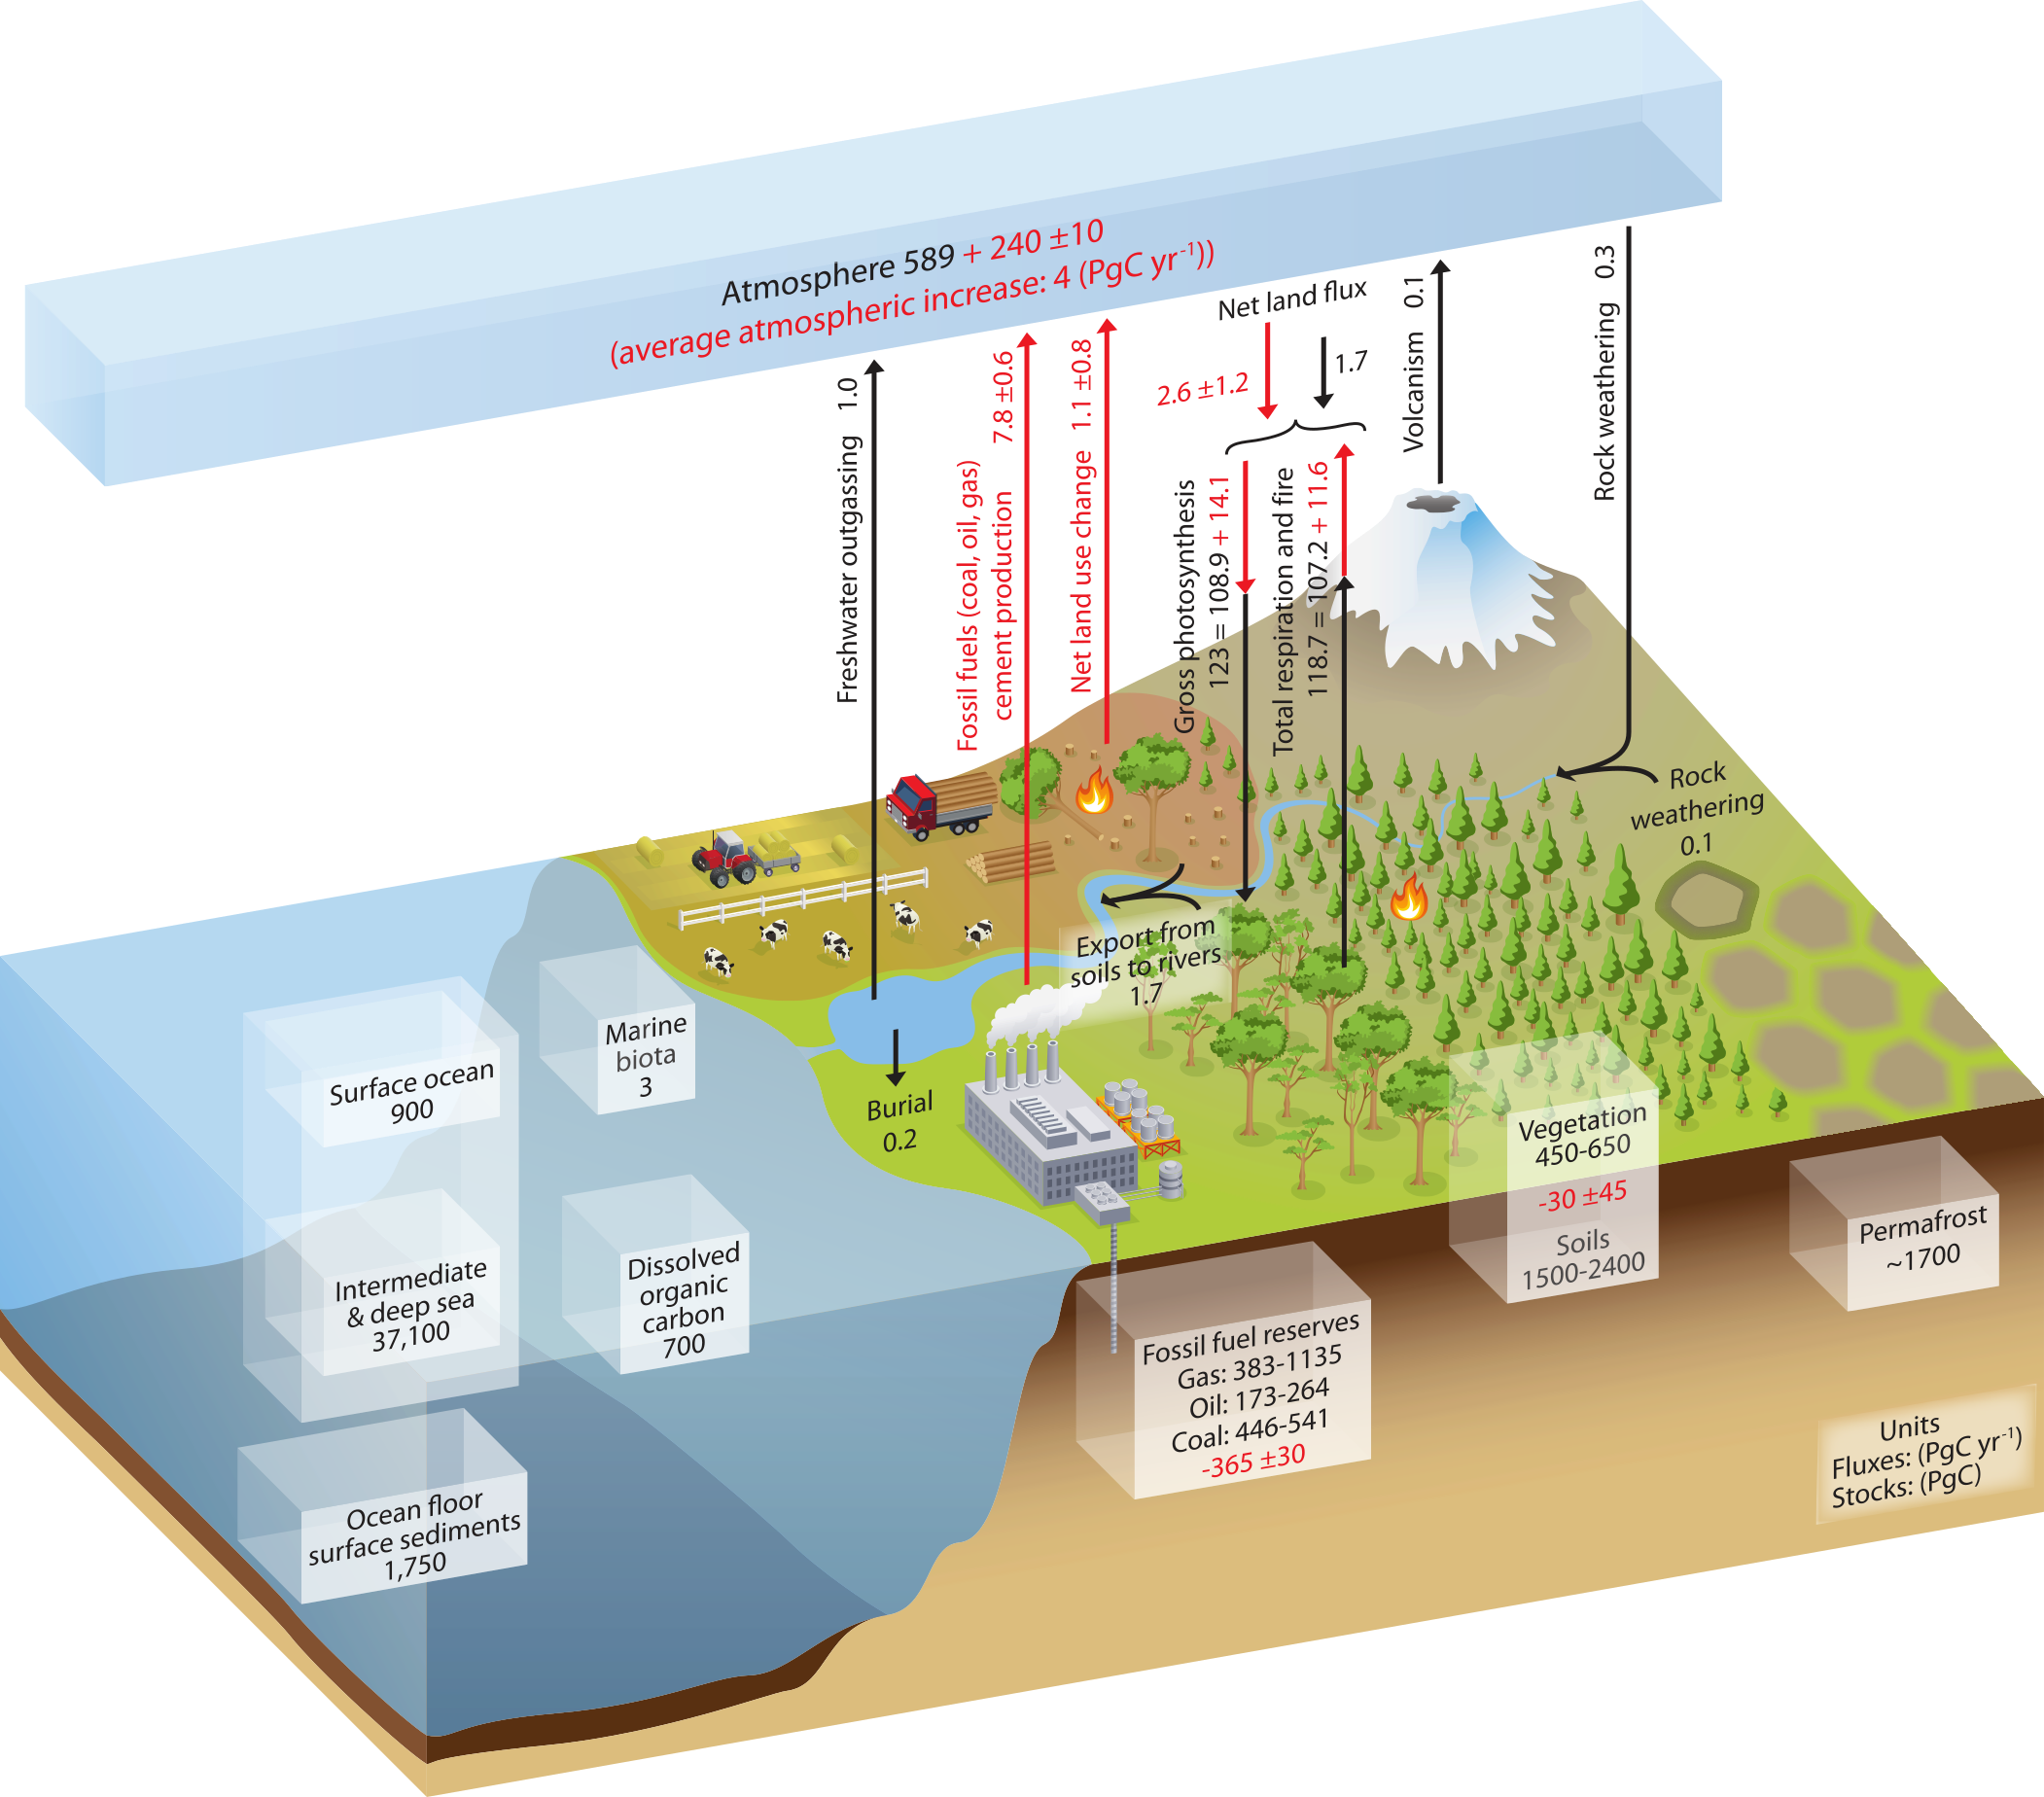 Atmosphere 589 + 240 ±10
(average atmospheric increase: 4 (PgC yr⁻¹))
Net land flux
2.6 ±1.2
1.7
Freshwater outgassing 1.0
Fossil fuels (coal, oil, gas)
cement production 7.8 ±0.6
Net land use change 1.1 ±0.8
Gross photosynthesis
123 = 108.9 + 14.1
Total respiration and fire
118.7 = 107.2 + 11.6
Volcanism 0.1
Rock weathering 0.3
Rock
weathering
0.1
Export from
soils to rivers
1.7
Burial
0.2
Marine
biota
3
Surface ocean
900
Intermediate
& deep sea
37,100
Dissolved
organic
carbon
700
Ocean floor
surface sediments
1,750
Vegetation
450-650
-30 ±45
Soils
1500-2400
Permafrost
~1700
Fossil fuel reserves
Gas: 383-1135
Oil: 173-264
Coal: 446-541
-365 ±30
Units
Fluxes: (PgC yr⁻¹)
Stocks: (PgC)